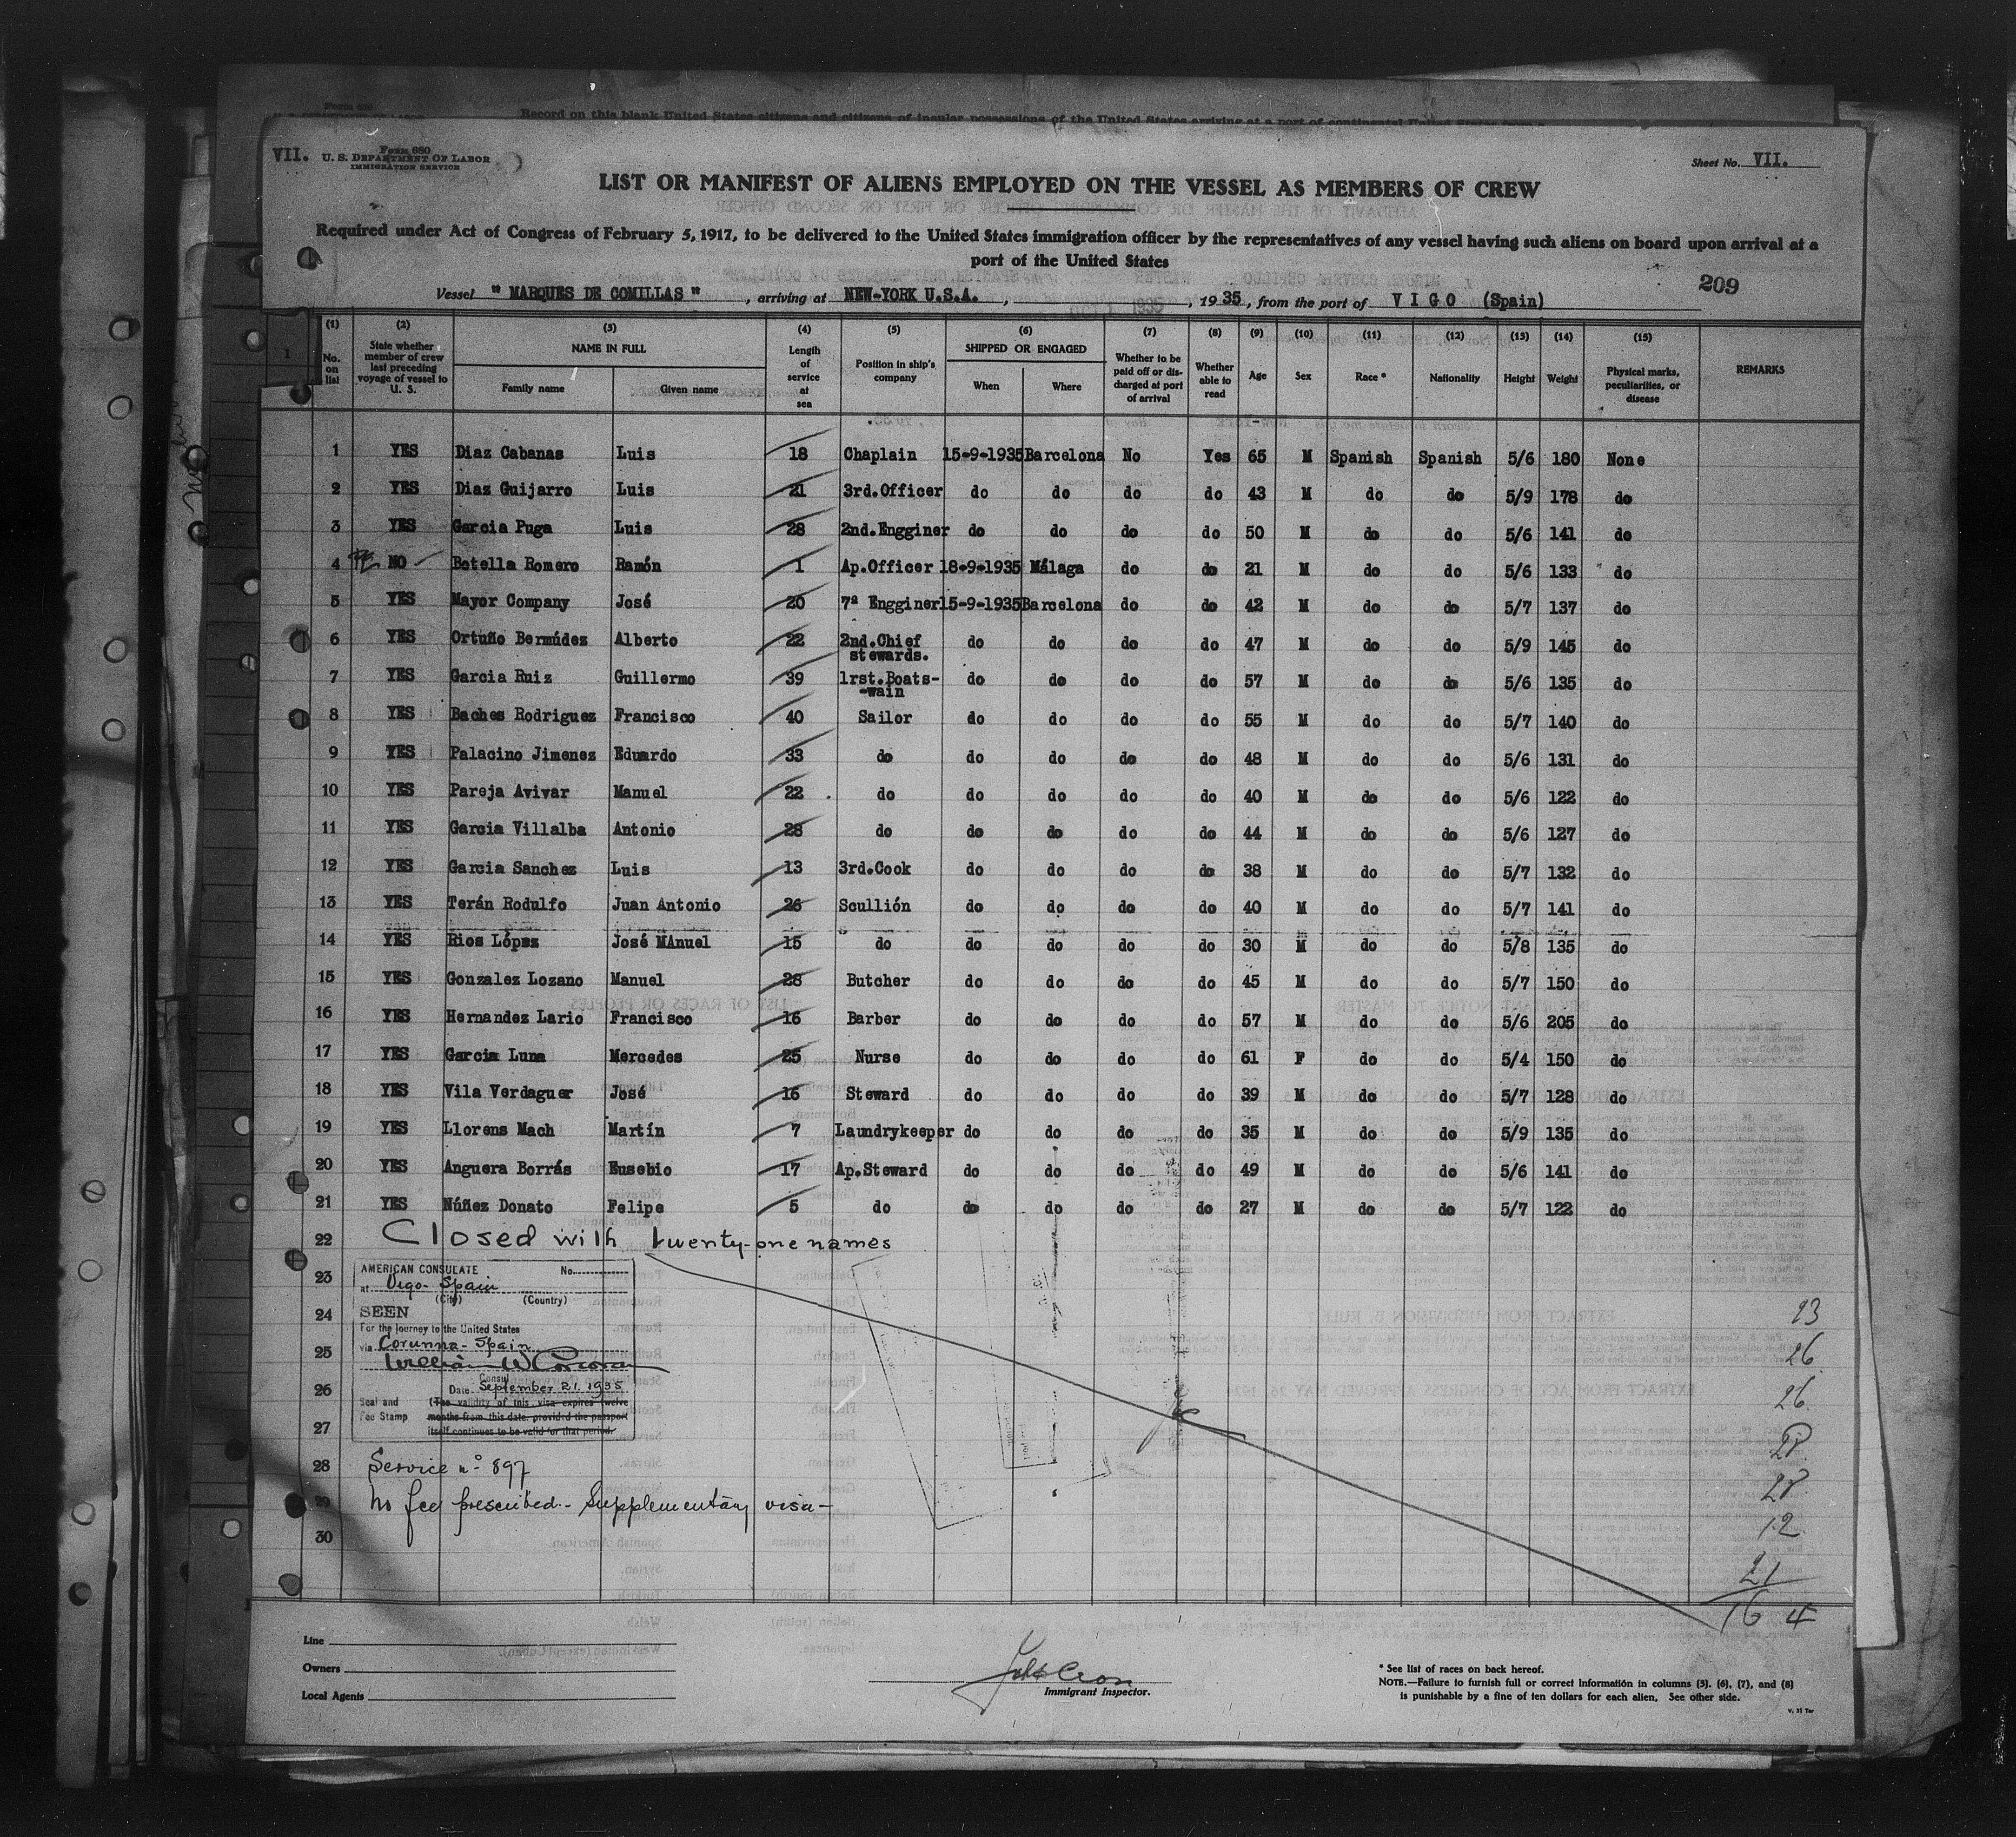 VII.
Form 680
U. S. DEPARTMENT OF LABOR
IMMIGRATION SERVICE
Sheet No. VII.
LIST OR MANIFEST OF ALIENS EMPLOYED ON THE VESSEL AS MEMBERS OF CREW
Required under Act of Congress of February 5, 1917, to be delivered to the United States immigration officer by the representatives of any vessel having such aliens on board upon arrival at a
port of the United States
209
Vessel " MARQUES DE COMILLAS " , arriving at NEW-YORK U.S.A. , , 19 35 , from the port of V I G O (Spain)
(1) (2) (3) (4) (5) (6) (7) (8) (9) (10) (11) (12) (13) (14) (15)
No. on list State whether member of crew last preceding voyage of vessel to U. S. NAME IN FULL Family name Given name Length of service at sea Position in ship's company SHIPPED OR ENGAGED When Where Whether to be paid off or discharged at port of arrival Whether able to read Age Sex Race * Nationality Height Weight Physical marks, peculiarities, or disease REMARKS
1 YES Diaz Cabanas Luis 18 Chaplain 15-9-1935 Barcelona No Yes 65 M Spanish Spanish 5/6 180 None
2 YES Diaz Guijarro Luis 21 3rd.Officer do do do do 43 M do do 5/9 178 do
3 YES Garcia Puga Luis 28 2nd.Engginer do do do do 50 M do do 5/6 141 do
4 NO Botella Romero Ramón 1 Ap.Officer 18-9-1935 Málaga do do 21 M do do 5/6 133 do
5 YES Mayor Company José 20 7ª Engginer 15-9-1935 Barcelona do do 42 M do do 5/7 137 do
6 YES Ortuño Bermúdez Alberto 22 2nd.Chief stewards. do do do do 47 M do do 5/9 145 do
7 YES Garcia Ruiz Guillermo 39 1rst.Boats--wain do do do do 57 M do do 5/6 135 do
8 YES Baches Rodriguez Francisco 40 Sailor do do do do 55 M do do 5/7 140 do
9 YES Palacino Jimenez Eduardo 33 do do do do do 48 M do do 5/6 131 do
10 YES Pareja Avivar Manuel 22 do do do do do 40 M do do 5/6 122 do
11 YES Garcia Villalba Antonio 28 do do do do do 44 M do do 5/6 127 do
12 YES Garcia Sanchez Luis 13 3rd.Cook do do do do 38 M do do 5/7 132 do
13 YES Terán Rodulfo Juan Antonio 26 Scullión do do do do 40 M do do 5/7 141 do
14 YES Rios López José MAnuel 15 do do do do do 30 M do do 5/8 135 do
15 YES Gonzalez Lozano Manuel 28 Butcher do do do do 45 M do do 5/7 150 do
16 YES Hernandez Lario Francisco 16 Barber do do do do 57 M do do 5/6 205 do
17 YES Garcia Luna Mercedes 25 Nurse do do do do 61 F do do 5/4 150 do
18 YES Vila Verdaguer José 16 Steward do do do do 39 M do do 5/7 128 do
19 YES Llorens Mach Martín 7 Laundrykeeper do do do do 35 M do do 5/9 135 do
20 YES Anguera Borrás Eusebio 17 Ap.Steward do do do do 49 M do do 5/6 141 do
21 YES Núñez Donato Felipe 5 do do do do do 27 M do do 5/7 122 do
22 Closed with twenty-one names
23 AMERICAN CONSULATE No.
at Vigo - Spain
(City) (Country)
24 SEEN
For the journey to the United States
25 via Corunna - Spain
William W Corcoran
Consul
26 Date September 21, 1935
Seal and Fee Stamp (The validity of this visa expires twelve
months from this date, provided the passport
27 itself continues to be valid for that period.
28 Service nº 897
29 No fee prescribed - Supplementary visa -
30
23
26
26
28
28
12
21
164
Line
Owners
Local Agents
Immigrant Inspector.
* See list of races on back hereof.
NOTE.—Failure to furnish full or correct information in columns (3), (6), (7), and (8)
is punishable by a fine of ten dollars for each alien. See other side.